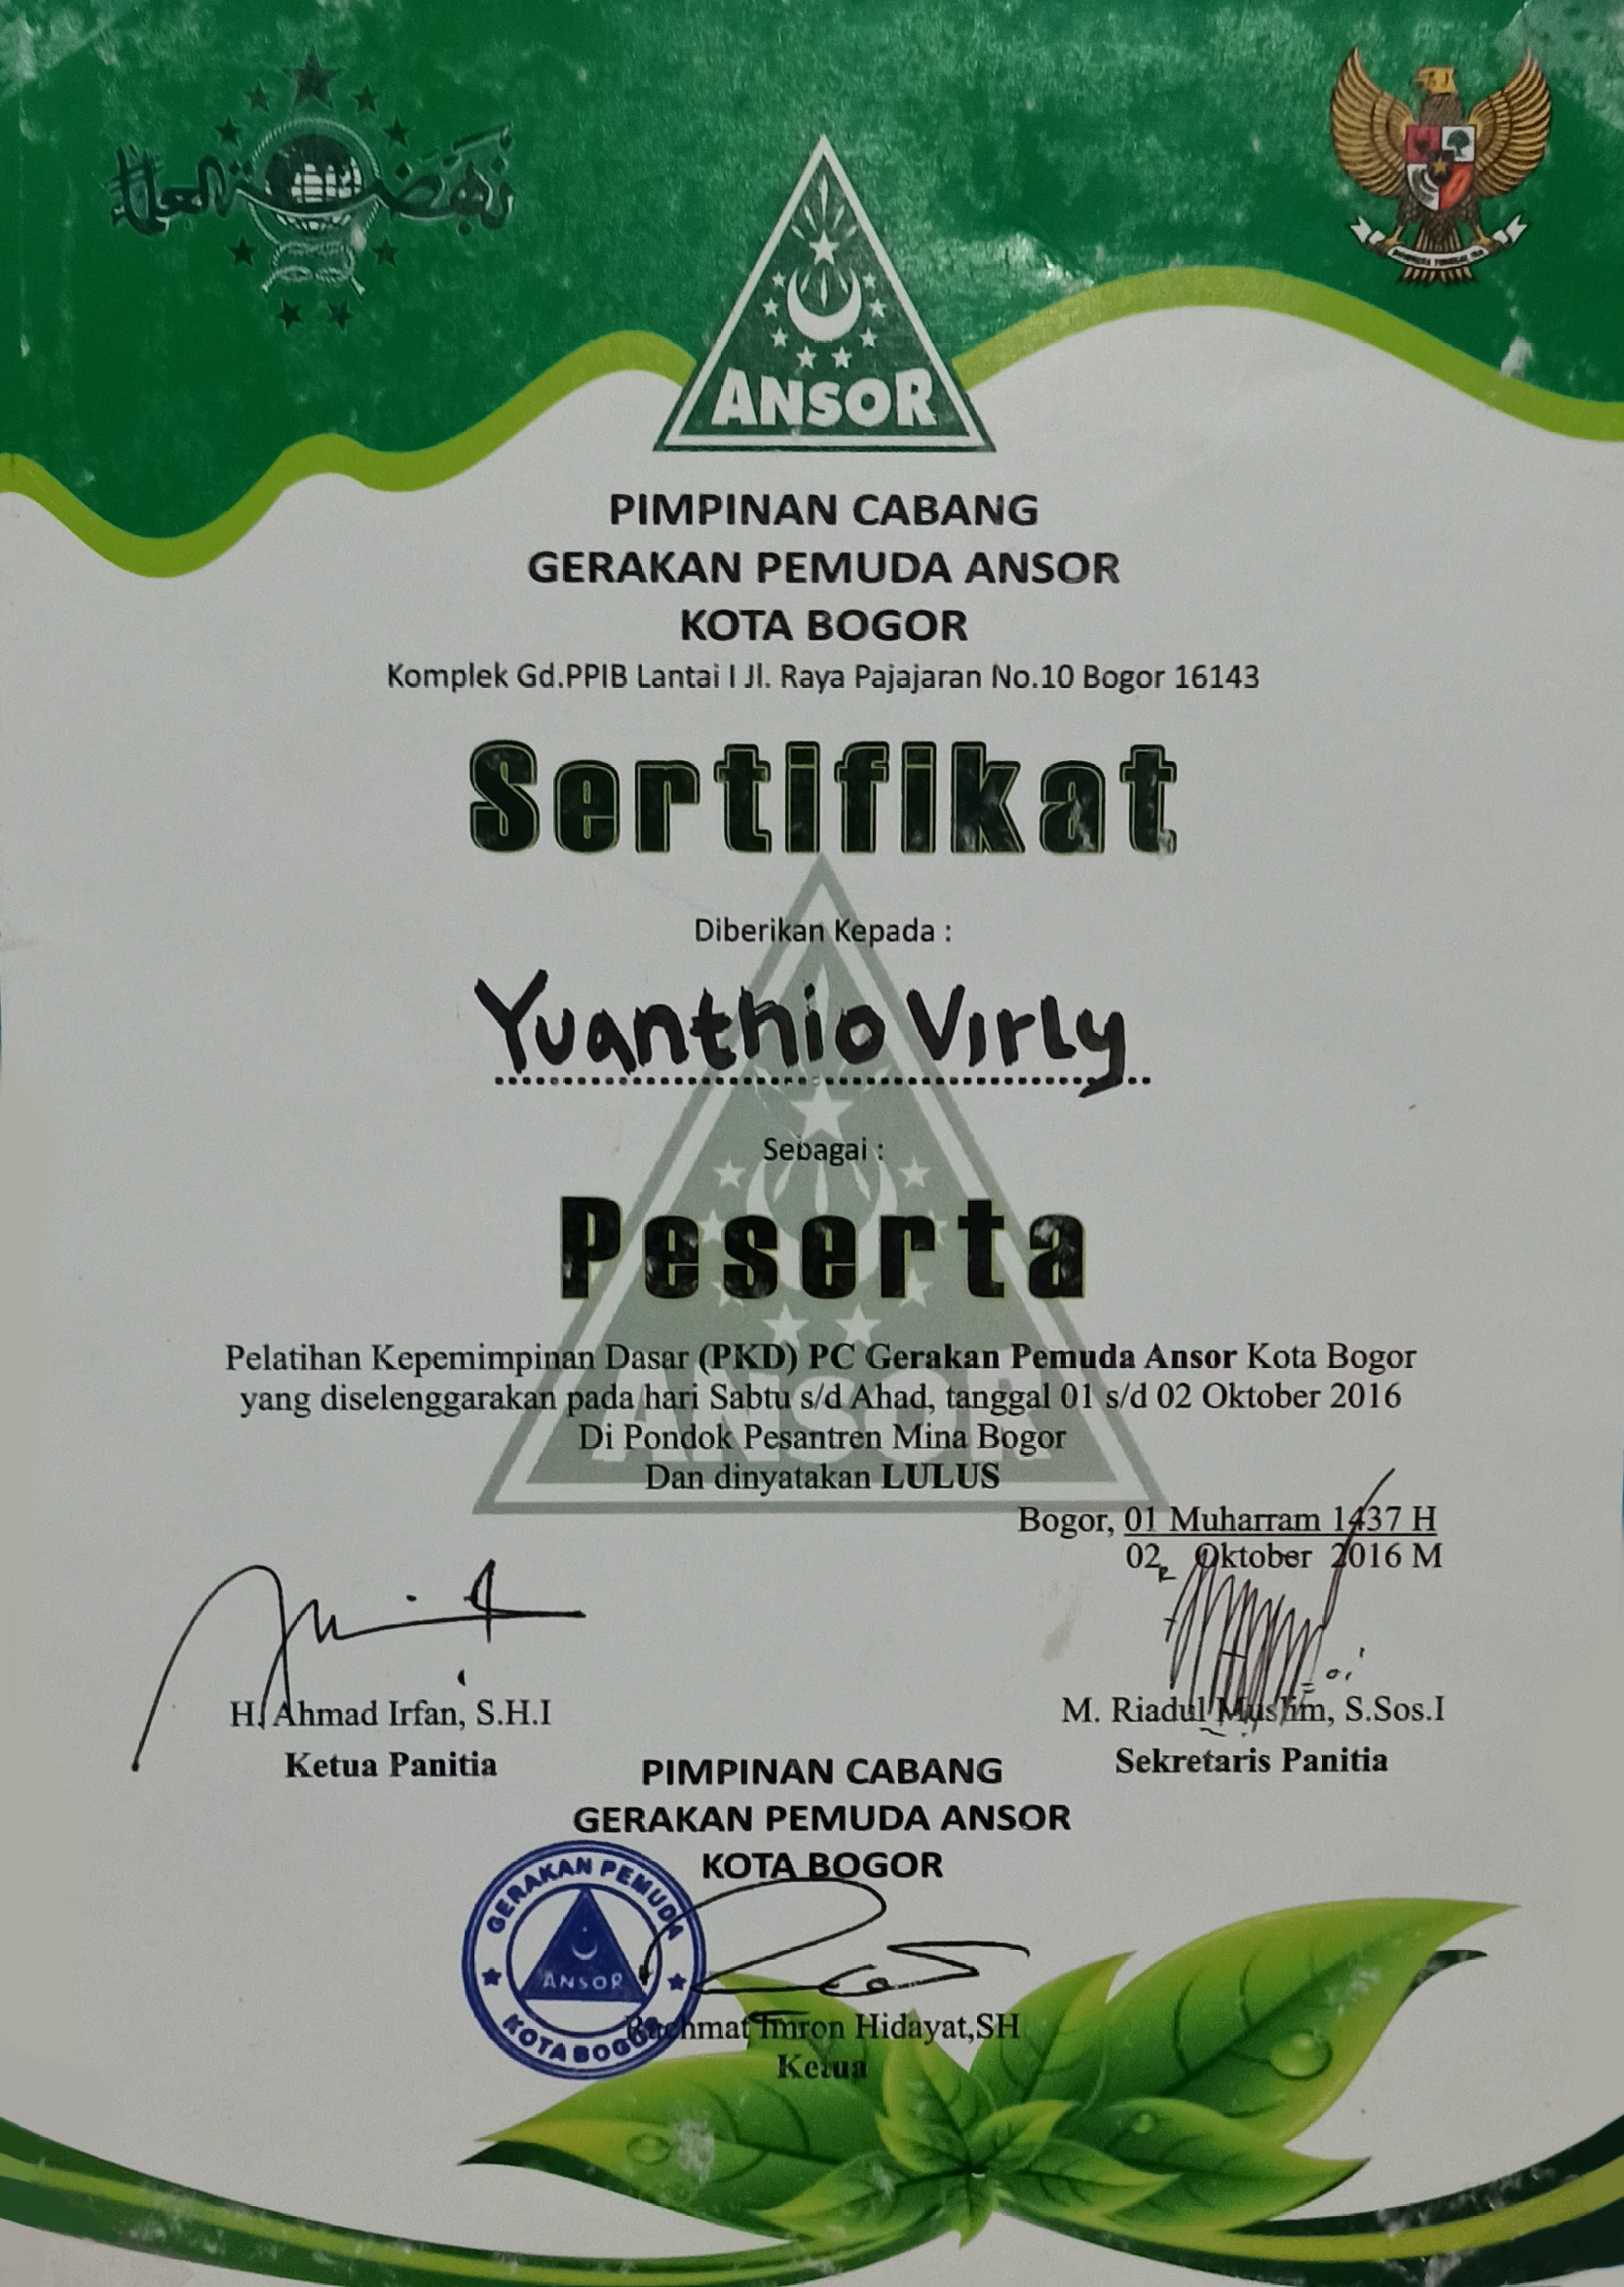 نهضة العلماء
ANSOR
PIMPINAN CABANG
GERAKAN PEMUDA ANSOR
KOTA BOGOR
Komplek Gd.PPIB Lantai I Jl. Raya Pajajaran No.10 Bogor 16143
Sertifikat
Diberikan Kepada :
Yuanthio Virly
Sebagai :
Peserta
Pelatihan Kepemimpinan Dasar (PKD) PC Gerakan Pemuda Ansor Kota Bogor
yang diselenggarakan pada hari Sabtu s/d Ahad, tanggal 01 s/d 02 Oktober 2016
Di Pondok Pesantren Mina Bogor
Dan dinyatakan LULUS
ANSOR
Bogor, 01 Muharram 1437 H
02 Oktober 2016 M
H. Ahmad Irfan, S.H.I
Ketua Panitia
M. Riadul Muslim, S.Sos.I
Sekretaris Panitia
PIMPINAN CABANG
GERAKAN PEMUDA ANSOR
KOTA BOGOR
GERAKAN PEMUDA
ANSOR
KOTA BOGOR
Rachmat Imron Hidayat,SH
Ketua